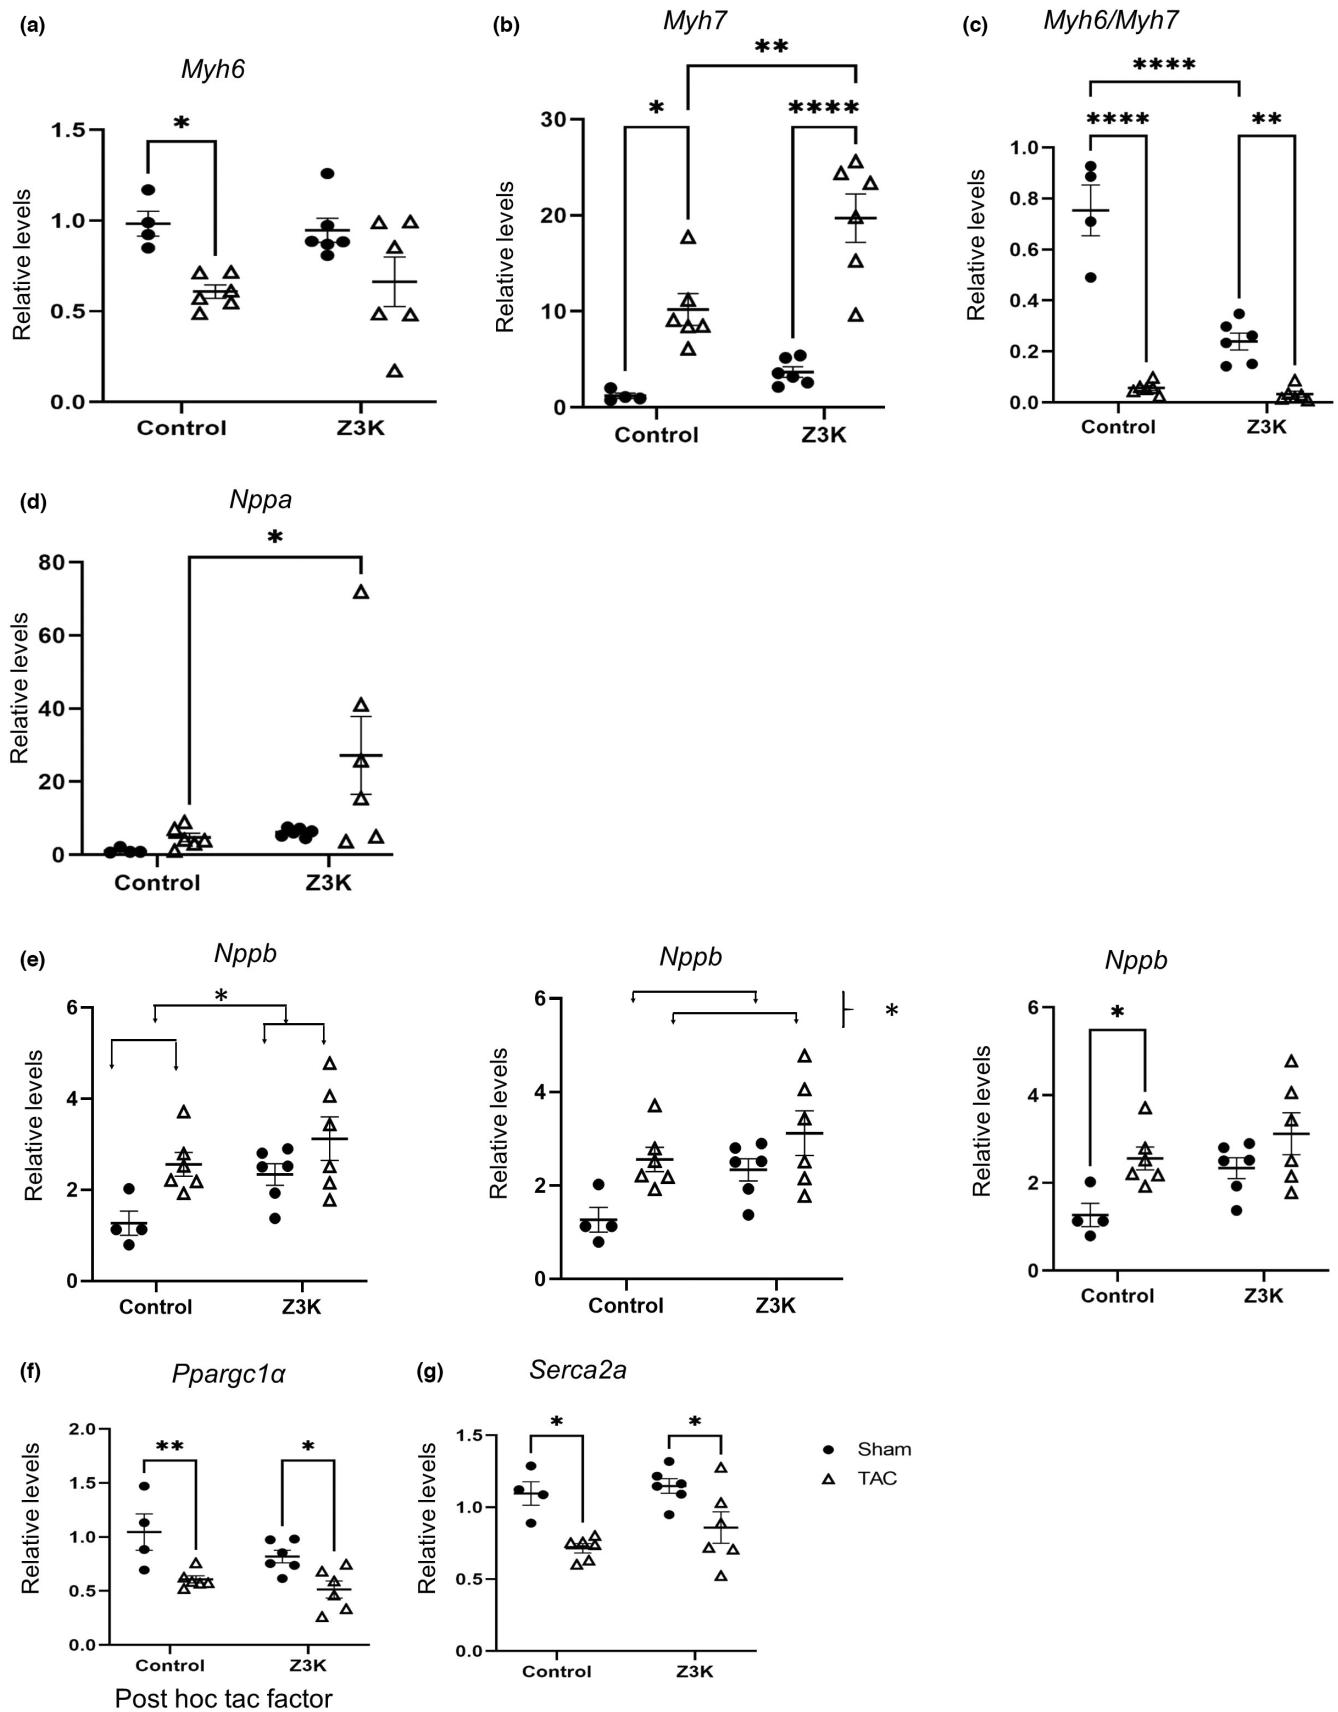 (a)
Myh6
*
1.5
1.0
0.5
0.0
Relative levels
Control
Z3K
(b)
Myh7
**
*
****
30
20
10
0
Relative levels
Control
Z3K
(c)
Myh6/Myh7
****
****
**
1.0
0.8
0.6
0.4
0.2
0.0
Relative levels
Control
Z3K
(d)
Nppa
*
80
60
40
20
0
Relative levels
Control
Z3K
(e)
Nppb
*
6
4
2
0
Relative levels
Control
Z3K
Nppb
*
6
4
2
0
Relative levels
Control
Z3K
Nppb
*
6
4
2
0
Relative levels
Control
Z3K
(f)
Ppargc1α
**
*
2.0
1.5
1.0
0.5
0.0
Relative levels
Control
Z3K
Post hoc tac factor
(g)
Serca2a
*
*
1.5
1.0
0.5
0.0
Relative levels
Control
Z3K
Sham
TAC